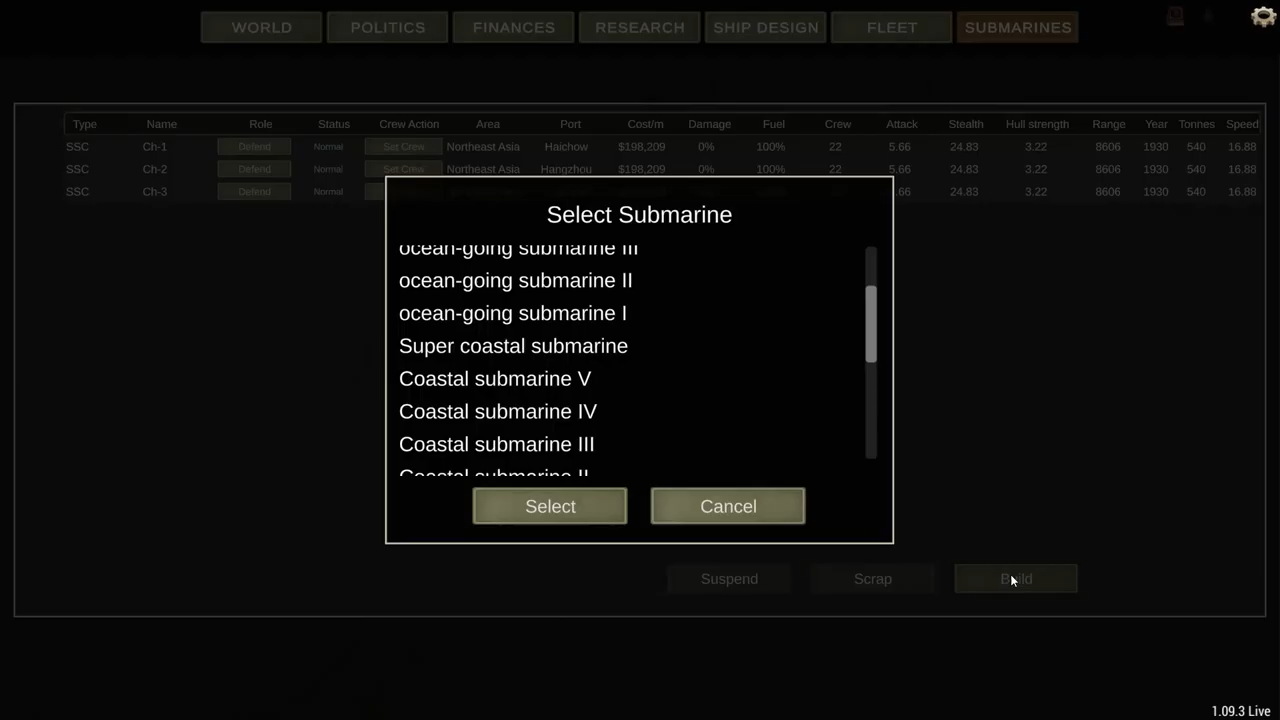 WORLD POLITICS FINANCES RESEARCH SHIP DESIGN FLEET SUBMARINES
Type Name Role Status Crew Action Area Port Cost/m Damage Fuel Crew Attack Stealth Hull strength Range Year Tonnes Speed
SSC Ch-1 Defend Normal Set Crew Northeast Asia Haichow $198,209 0% 100% 22 5.66 24.83 3.22 8606 1930 540 16.88
SSC Ch-2 Defend Normal Set Crew Northeast Asia Hangzhou $198,209 0% 100% 22 5.66 24.83 3.22 8606 1930 540 16.88
SSC Ch-3 Defend Normal .66 24.83 3.22 8606 1930 540 16.88
Select Submarine
ocean-going submarine III
ocean-going submarine II
ocean-going submarine I
Super coastal submarine
Coastal submarine V
Coastal submarine IV
Coastal submarine III
Coastal submarine II
Select Cancel
Suspend Scrap Build
1.09.3 Live